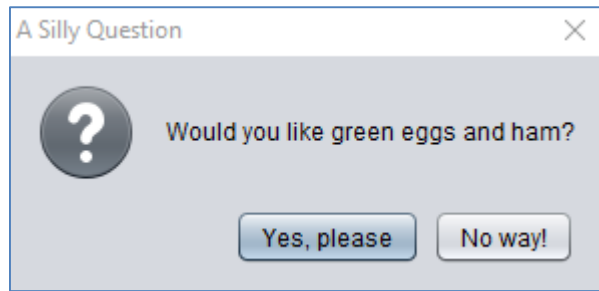 A Silly Question
Would you like green eggs and ham?
Yes, please No way!